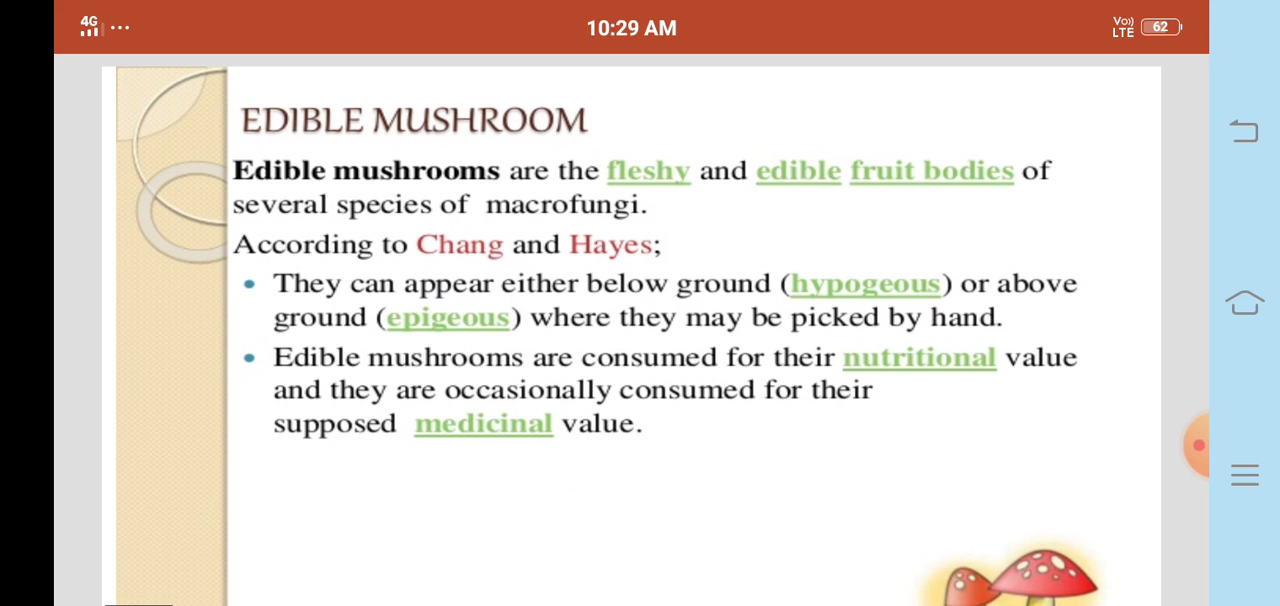 4G
10:29 AM
Vo))
LTE
62
EDIBLE MUSHROOM
Edible mushrooms are the fleshy and edible fruit bodies of
several species of macrofungi.
According to Chang and Hayes;
• They can appear either below ground (hypogeous) or above
ground (epigeous) where they may be picked by hand.
• Edible mushrooms are consumed for their nutritional value
and they are occasionally consumed for their
supposed medicinal value.